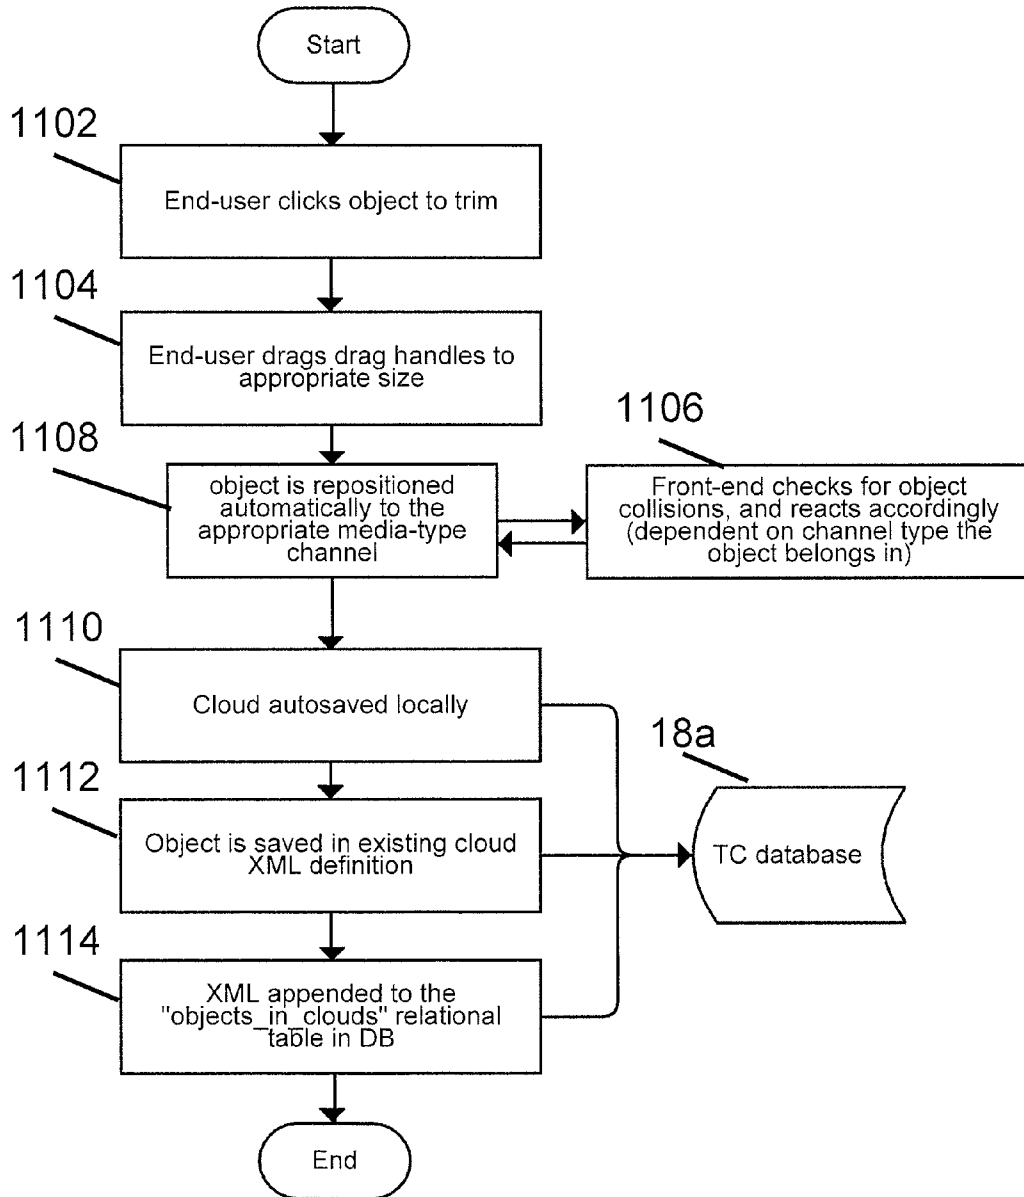 Start
1102
End-user clicks object to trim
1104
End-user drags drag handles to
appropriate size
1108
object is repositioned
automatically to the
appropriate media-type
channel
1106
Front-end checks for object
collisions, and reacts accordingly
(dependent on channel type the
object belongs in)
1110
Cloud autosaved locally
18a
TC database
1112
Object is saved in existing cloud
XML definition
1114
XML appended to the
"objects_in_clouds" relational
table in DB
End